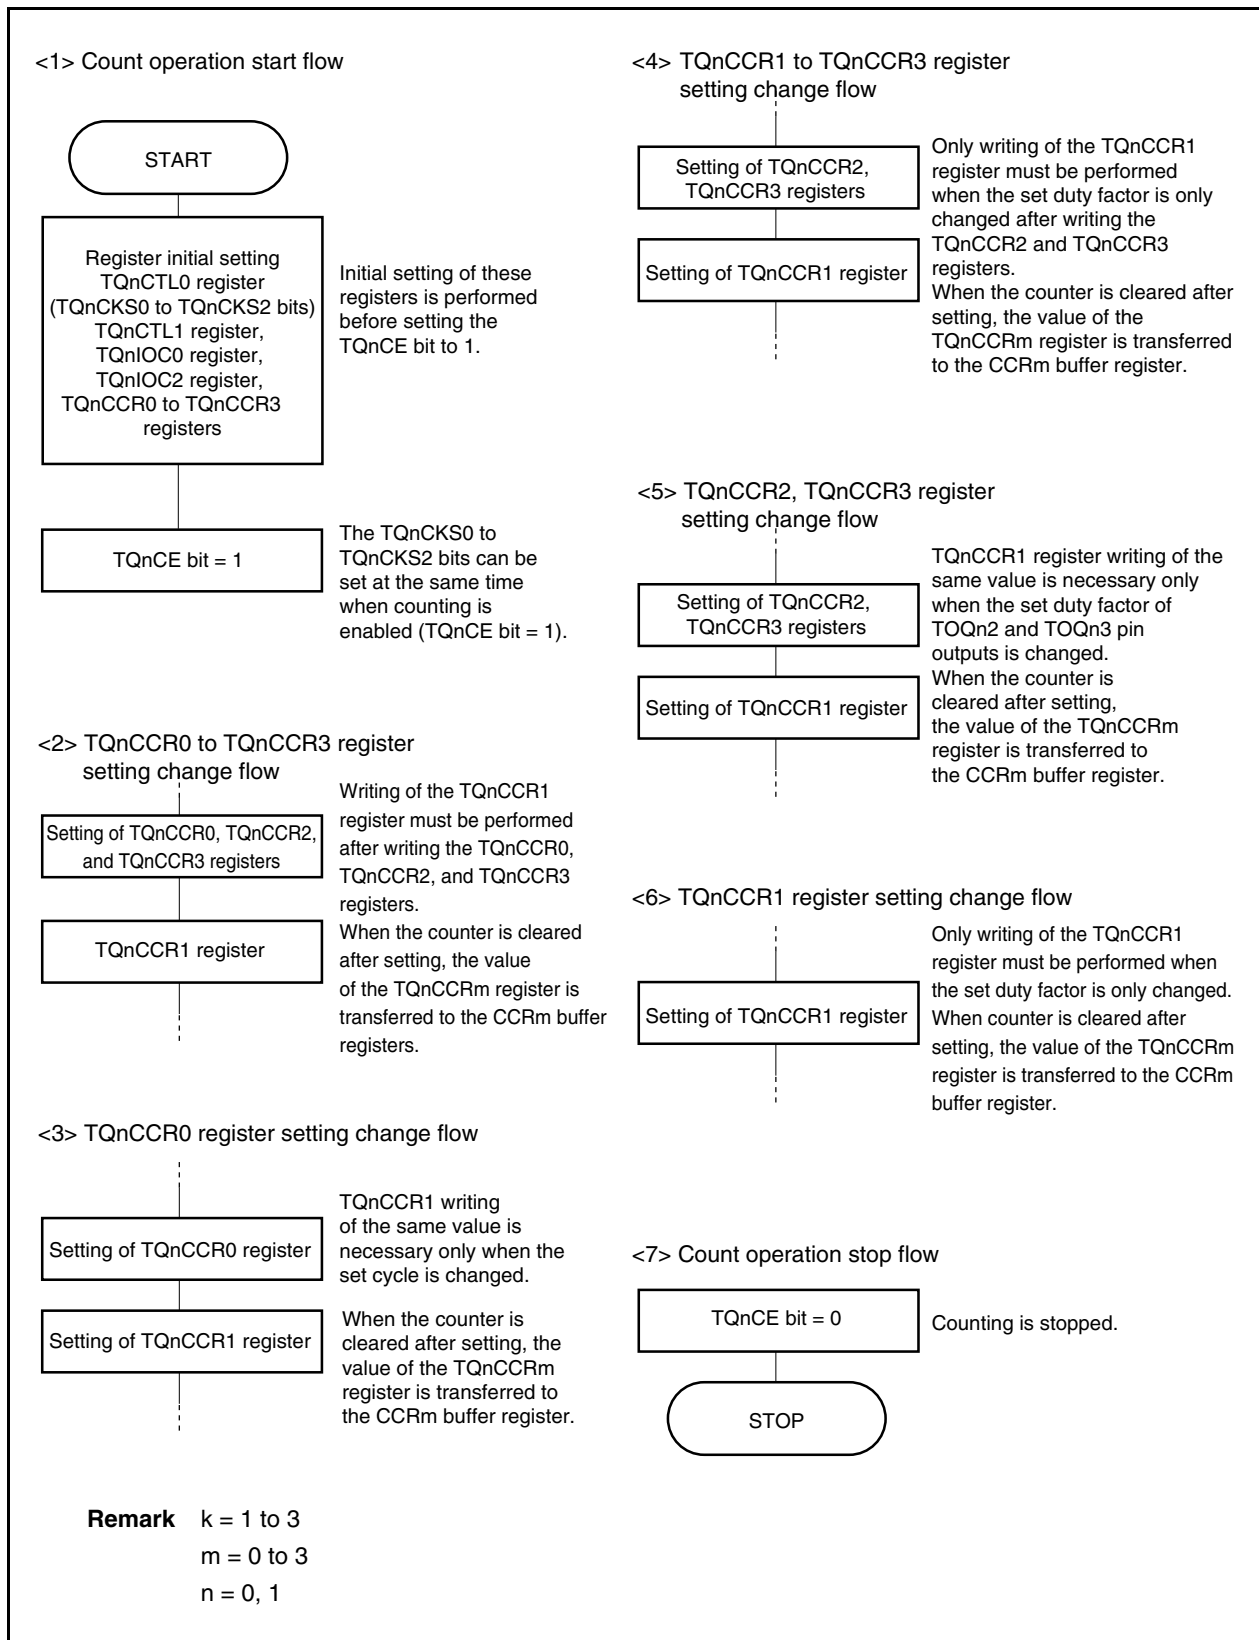 <1> Count operation start flow
START
Register initial setting
TQnCTL0 register
(TQnCKS0 to TQnCKS2 bits)
TQnCTL1 register,
TQnIOC0 register,
TQnIOC2 register,
TQnCCR0 to TQnCCR3
registers
Initial setting of these
registers is performed
before setting the
TQnCE bit to 1.
TQnCE bit = 1
The TQnCKS0 to
TQnCKS2 bits can be
set at the same time
when counting is
enabled (TQnCE bit = 1).
<2> TQnCCR0 to TQnCCR3 register
setting change flow
Setting of TQnCCR0, TQnCCR2,
and TQnCCR3 registers
TQnCCR1 register
Writing of the TQnCCR1
register must be performed
after writing the TQnCCR0,
TQnCCR2, and TQnCCR3
registers.
When the counter is cleared
after setting, the value
of the TQnCCRm register is
transferred to the CCRm buffer
registers.
<3> TQnCCR0 register setting change flow
Setting of TQnCCR0 register
TQnCCR1 writing
of the same value is
necessary only when the
set cycle is changed.
Setting of TQnCCR1 register
When the counter is
cleared after setting, the
value of the TQnCCRm
register is transferred to
the CCRm buffer register.
<4> TQnCCR1 to TQnCCR3 register
setting change flow
Setting of TQnCCR2,
TQnCCR3 registers
Setting of TQnCCR1 register
Only writing of the TQnCCR1
register must be performed
when the set duty factor is only
changed after writing the
TQnCCR2 and TQnCCR3
registers.
When the counter is cleared after
setting, the value of the
TQnCCRm register is transferred
to the CCRm buffer register.
<5> TQnCCR2, TQnCCR3 register
setting change flow
Setting of TQnCCR2,
TQnCCR3 registers
Setting of TQnCCR1 register
TQnCCR1 register writing of the
same value is necessary only
when the set duty factor of
TOQn2 and TOQn3 pin
outputs is changed.
When the counter is
cleared after setting,
the value of the TQnCCRm
register is transferred to
the CCRm buffer register.
<6> TQnCCR1 register setting change flow
Setting of TQnCCR1 register
Only writing of the TQnCCR1
register must be performed when
the set duty factor is only changed.
When counter is cleared after
setting, the value of the TQnCCRm
register is transferred to the CCRm
buffer register.
<7> Count operation stop flow
TQnCE bit = 0
Counting is stopped.
STOP
Remark k = 1 to 3
m = 0 to 3
n = 0, 1